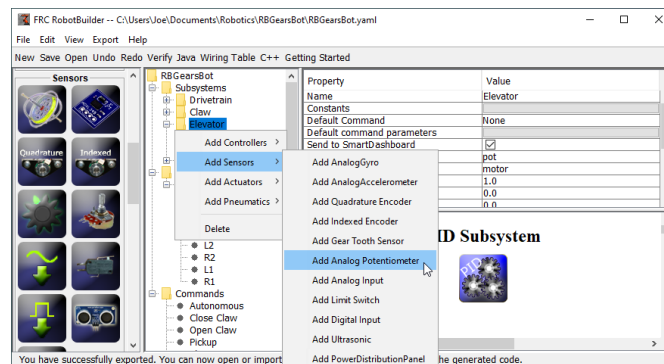 FRC RobotBuilder -- C:\Users\Joe\Documents\Robotics\RBGearsBot\RBGearsBot.yaml
File Edit View Export Help
New Save Open Undo Redo Verify Java Wiring Table C++ Getting Started
Sensors
Quadrature
Indexed
RBGearsBot
Subsystems
Drivetrain
Claw
Elevator
Add Controllers
Add Sensors
Add Actuators
Add Pneumatics
Delete
Add AnalogGyro
Add AnalogAccelerometer
Add Quadrature Encoder
Add Indexed Encoder
Add Gear Tooth Sensor
Add Analog Potentiometer
Add Analog Input
Add Limit Switch
Add Digital Input
Add Ultrasonic
Add PowerDistributionPanel
L2
R2
L1
R1
Commands
Autonomous
Close Claw
Open Claw
Pickup
Property Value
Name Elevator
Constants
Default Command None
Default command parameters
Send to SmartDashboard
pot
motor
1.0
0.0
0.0
ID Subsystem
PID
You have successfully exported. You can now open or import
he generated code.